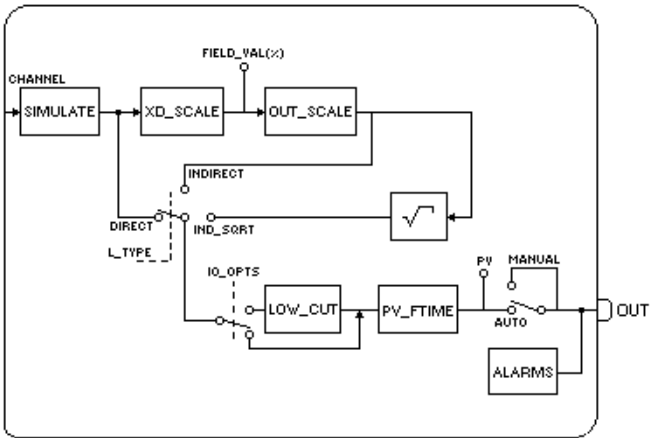 FIELD_VAL(%)
CHANNEL
SIMULATE
XD_SCALE
OUT_SCALE
INDIRECT
DIRECT
IND_SQRT
√
L_TYPE
IO_OPTS
PV
MANUAL
LOW_CUT
PV_FTIME
OUT
AUTO
ALARMS